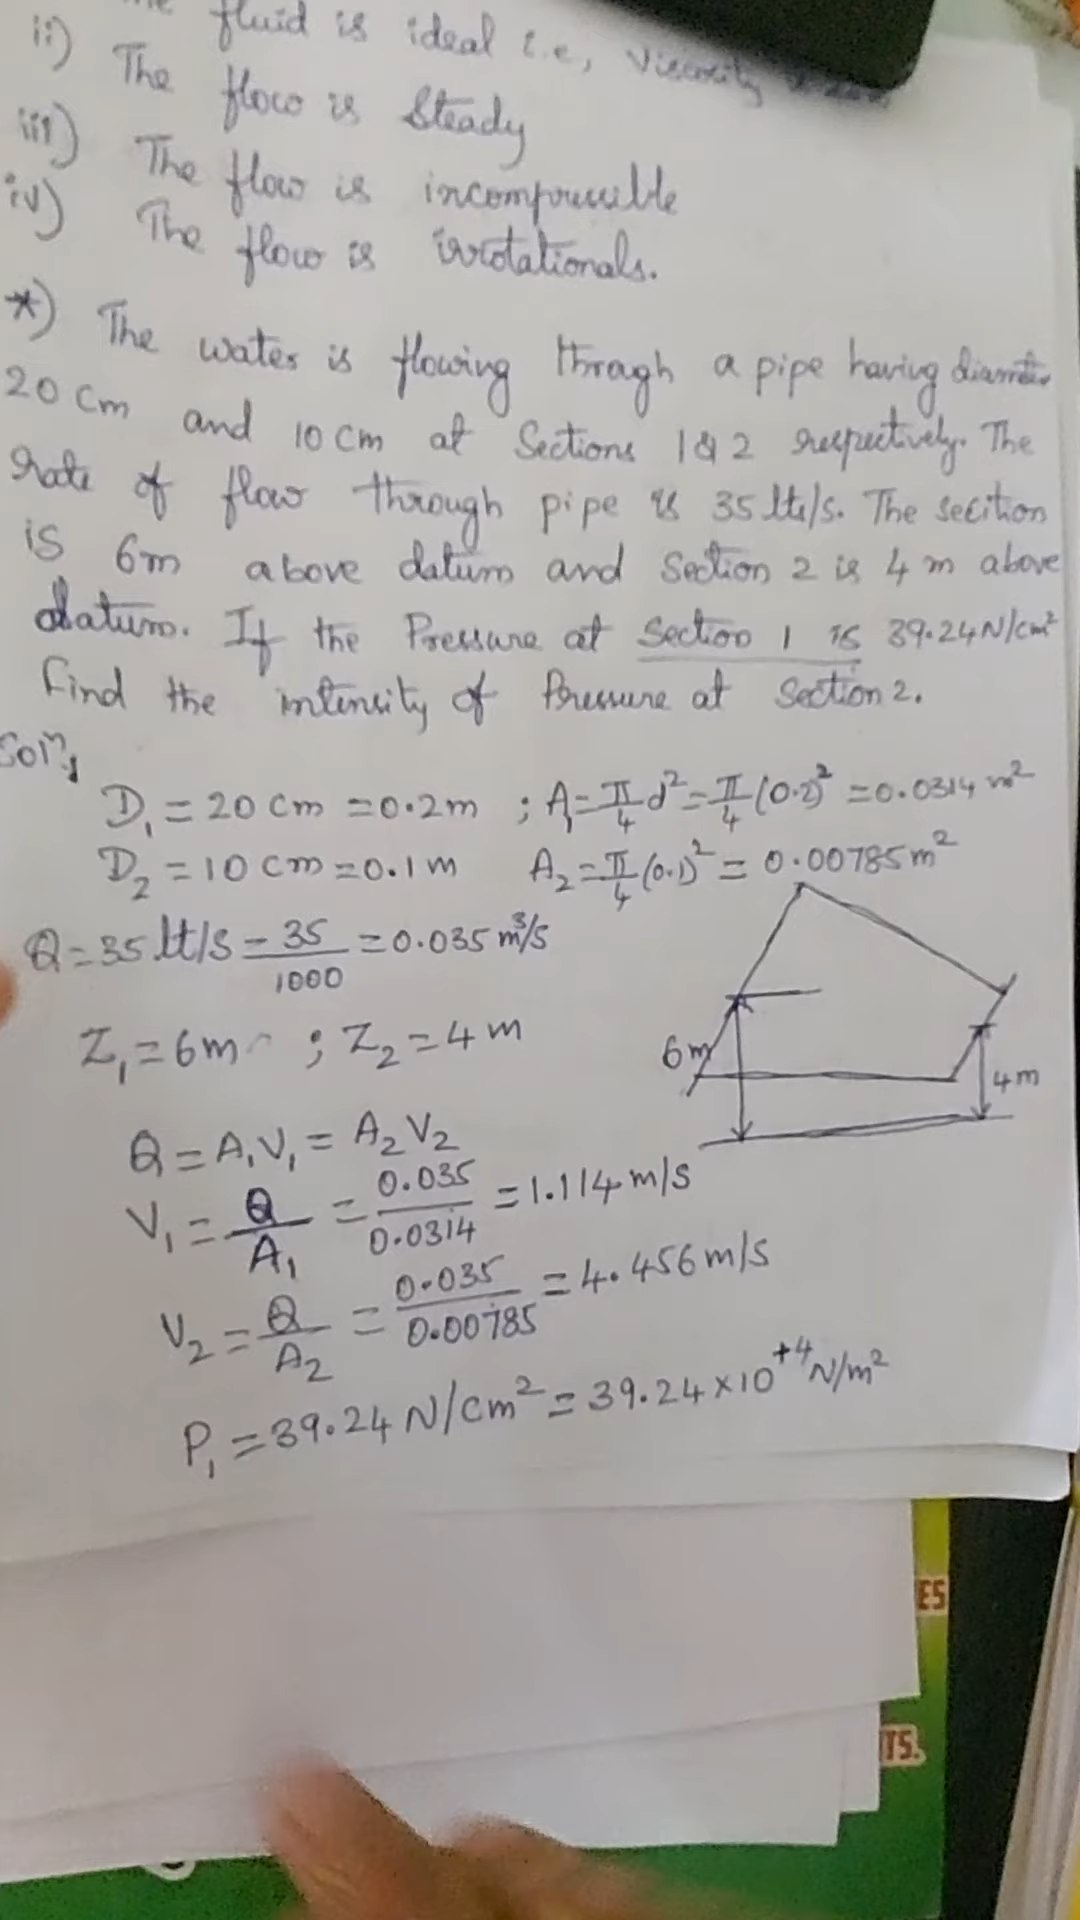 fluid is ideal i.e, Viscosity
ii) The flow is Steady
iii) The flow is incompressible
iv) The flow is irrotationals.
*) The water is flowing thragh a pipe having diameter
20 cm and 10 cm at Sections 1 & 2 respectively. The
rate of flow through pipe is 35 lts/s. The secition
is 6m above datum and Section 2 is 4 m above
datum. If the Pressure at Section 1 is 39.24 N/cm²
Find the intensity of Pressure at Section 2.
Solⁿ,
D₁ = 20 cm = 0.2 m ; A₁ = π/4 d² = π/4 (0.2)² = 0.0314 m²
D₂ = 10 cm = 0.1 m A₂ = π/4 (0.1)² = 0.00785 m²
Q = 35 lt/s = 35/1000 = 0.035 m³/s
Z₁ = 6m ; Z₂ = 4 m
6m
4m
Q = A₁V₁ = A₂V₂
V₁ = Q/A₁ = 0.035/0.0314 = 1.114 m/s
V₂ = Q/A₂ = 0.035/0.00785 = 4.456 m/s
P₁ = 39.24 N/cm² = 39.24 × 10⁺⁴ N/m²
ES
TS.